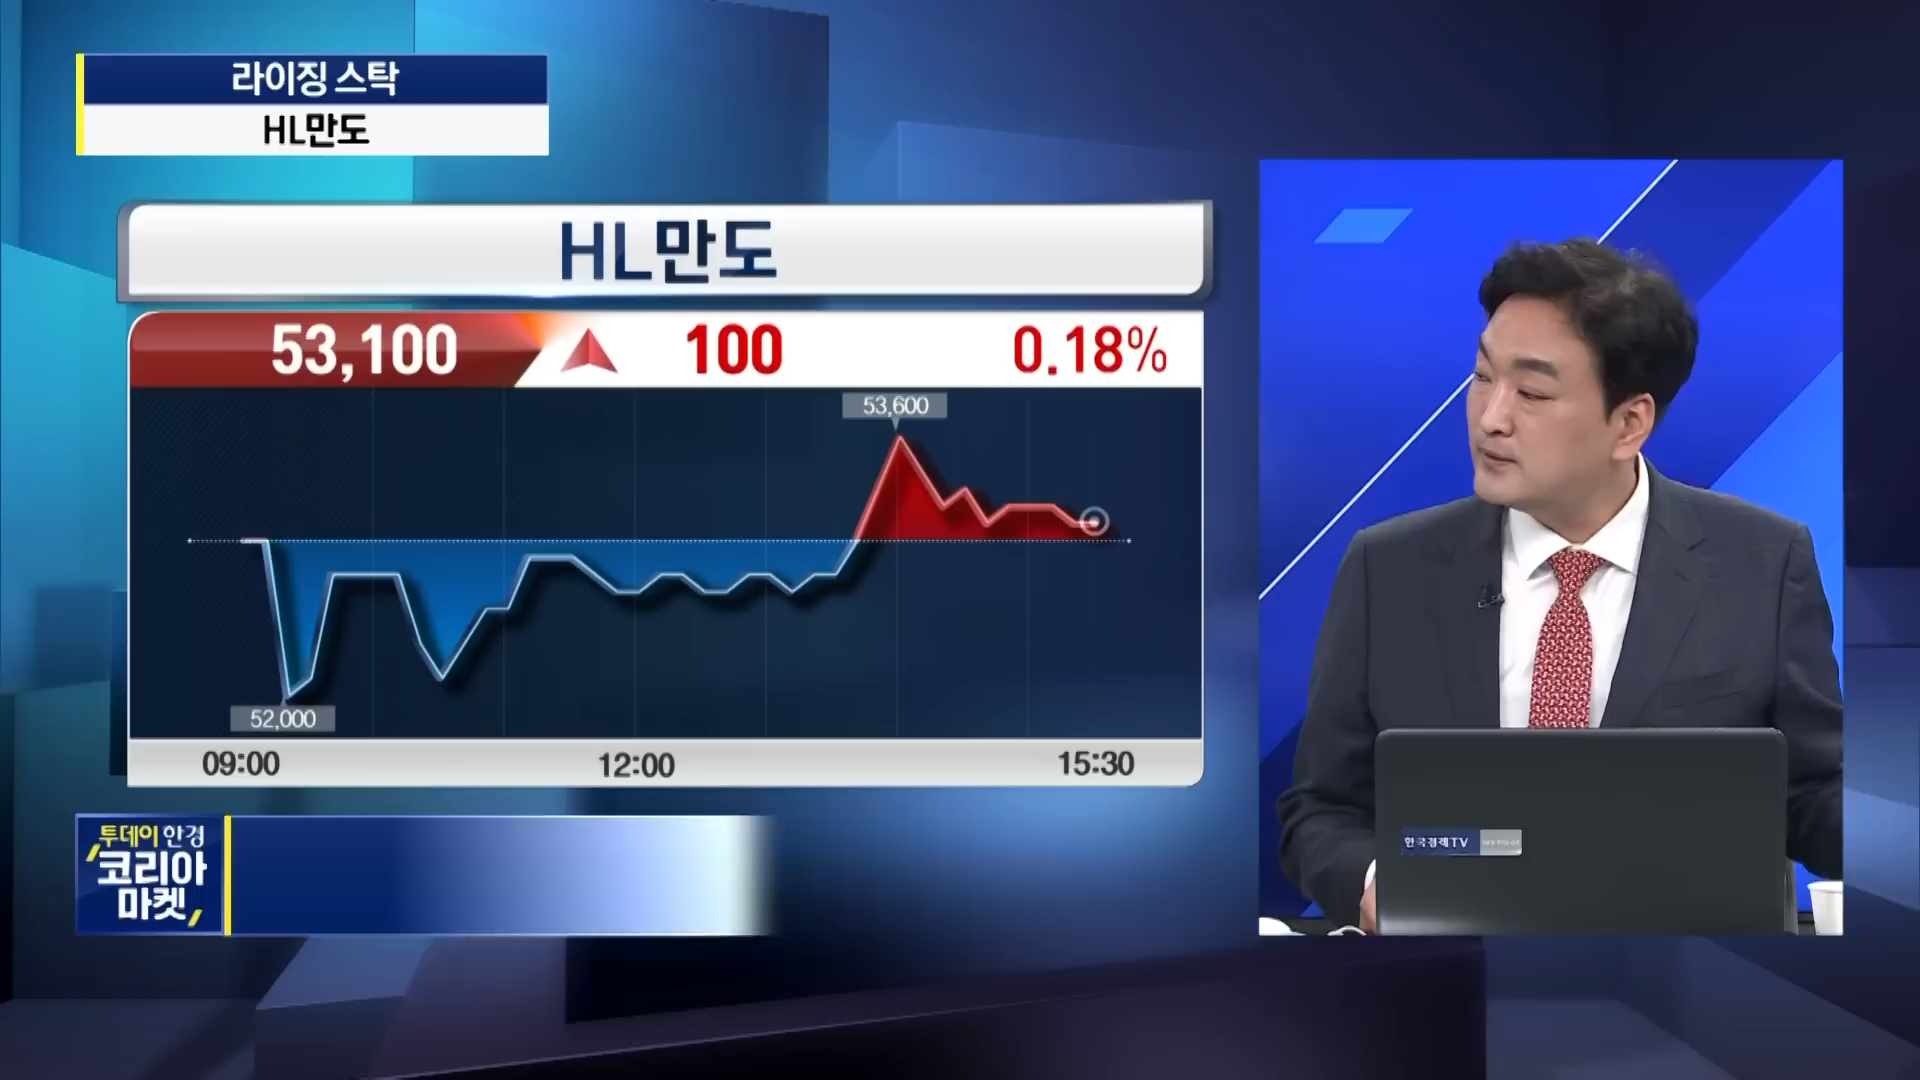 라이징 스탁
HL만도
HL만도
53,100 100 0.18%
53,600
52,000
09:00 12:00 15:30
투데이 안경
코리아
마켓
한국경제TV